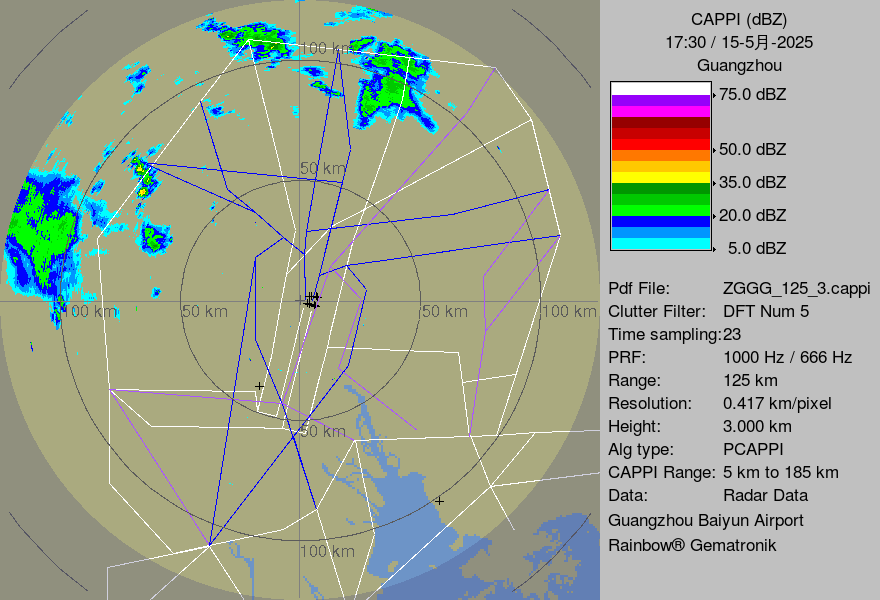 CAPPI (dBZ)
17:30 / 15-5月-2025
Guangzhou
75.0 dBZ
50.0 dBZ
35.0 dBZ
20.0 dBZ
5.0 dBZ
100 km
50 km
100 km
50 km
50 km
100 km
50 km
100 km
Pdf File: ZGGG_125_3.cappi
Clutter Filter: DFT Num 5
Time sampling:23
PRF: 1000 Hz / 666 Hz
Range: 125 km
Resolution: 0.417 km/pixel
Height: 3.000 km
Alg type: PCAPPI
CAPPI Range: 5 km to 185 km
Data: Radar Data
Guangzhou Baiyun Airport
Rainbow® Gematronik